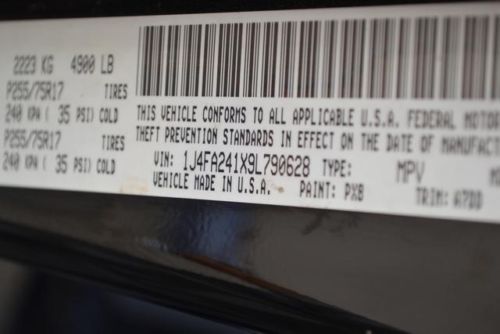 2223 KG 4900 LB
P255/75R17 TIRES
240 KPA ( 35 PSI) COLD
P255/75R17 TIRES
240 KPA ( 35 PSI) COLD
THIS VEHICLE CONFORMS TO ALL APPLICABLE U.S.A. FEDERAL MOTOR
THEFT PREVENTION STANDARDS IN EFFECT ON THE DATE OF MANUFACT
VIN: 1J4FA241X9L790628 TYPE: MPV
VEHICLE MADE IN U.S.A. PAINT: PXB TRIM: A7DD